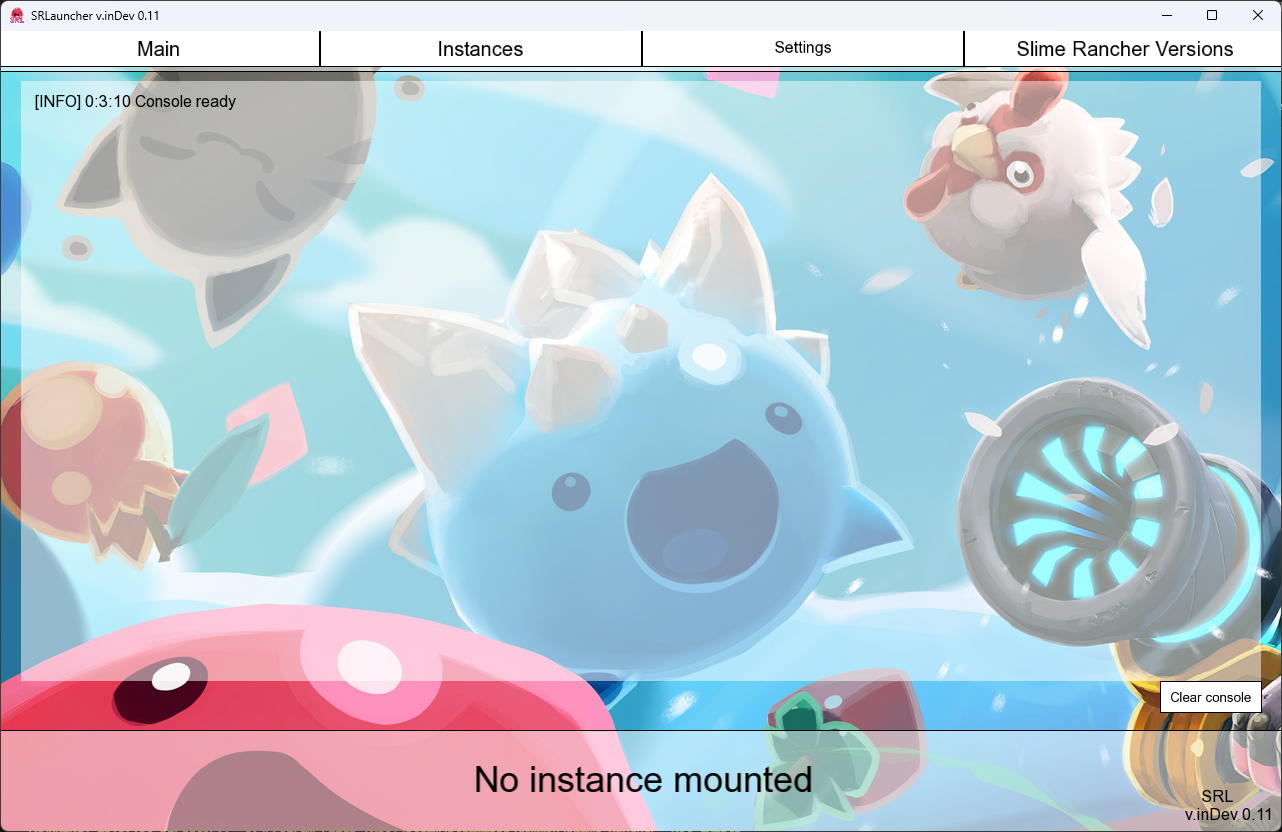 SRLauncher v.inDev 0.11
Main
Instances
Settings
Slime Rancher Versions
[INFO] 0:3:10 Console ready
Clear console
No instance mounted
SRL
v.inDev 0.11